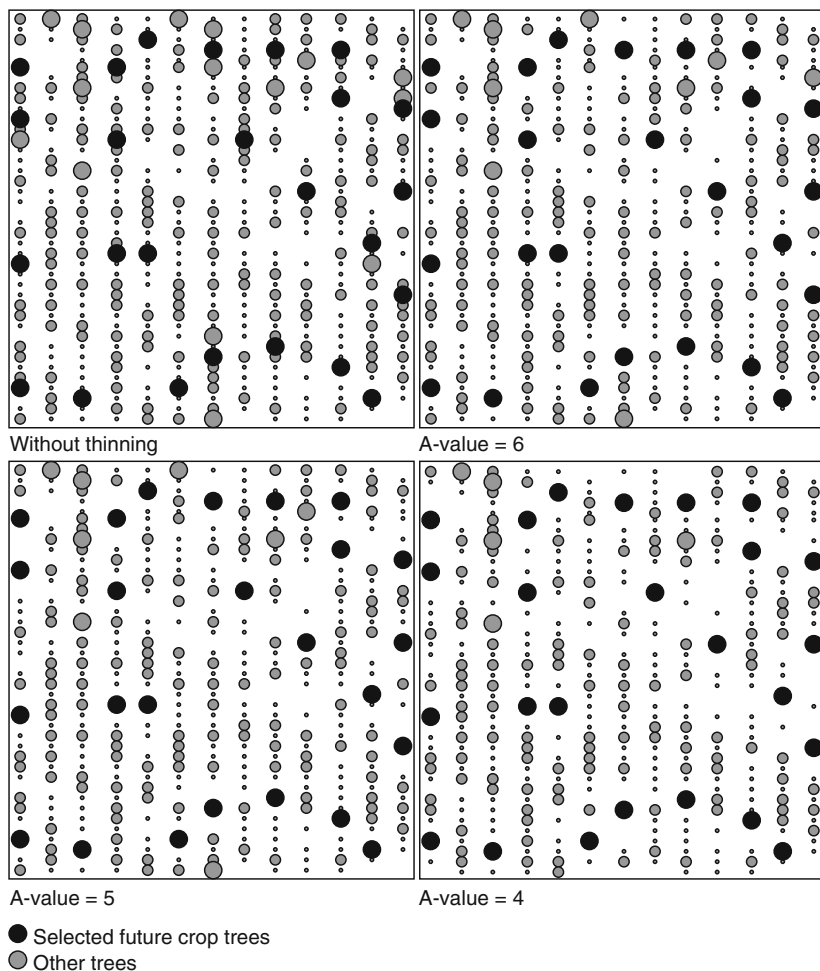 Without thinning
A-value = 6
A-value = 5
A-value = 4
Selected future crop trees
Other trees